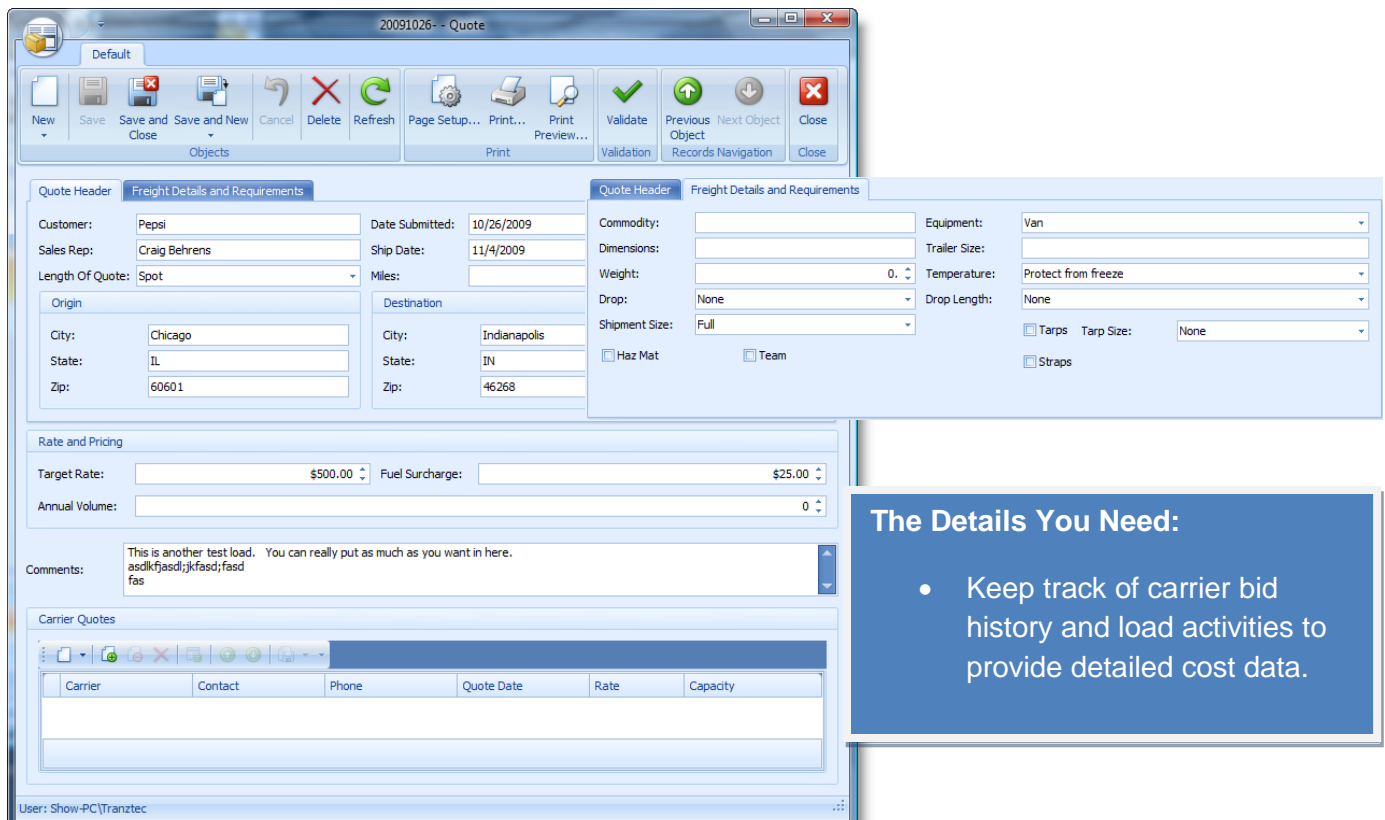 20091026- - Quote
Default
New Save Save and Close Save and New Cancel Delete Refresh Page Setup... Print... Print Preview... Validate Previous Object Next Object Close
Objects Print Validation Records Navigation Close
Quote Header Freight Details and Requirements
Customer: Pepsi Date Submitted: 10/26/2009
Sales Rep: Craig Behrens Ship Date: 11/4/2009
Length Of Quote: Spot Miles:
Origin Destination
City: Chicago City: Indianapolis
State: IL State: IN
Zip: 60601 Zip: 46268
Quote Header Freight Details and Requirements
Commodity: Equipment: Van
Dimensions: Trailer Size:
Weight: 0. Temperature: Protect from freeze
Drop: None Drop Length: None
Shipment Size: Full Tarps Tarp Size: None
Haz Mat Team Straps
Rate and Pricing
Target Rate: $500.00 Fuel Surcharge: $25.00
Annual Volume: 0
Comments: This is another test load. You can really put as much as you want in here.
asdlkfjasdl;jkfasd;fasd
fas
Carrier Quotes
Carrier Contact Phone Quote Date Rate Capacity
User: Show-PC\Tranztec
The Details You Need:
• Keep track of carrier bid
history and load activities to
provide detailed cost data.